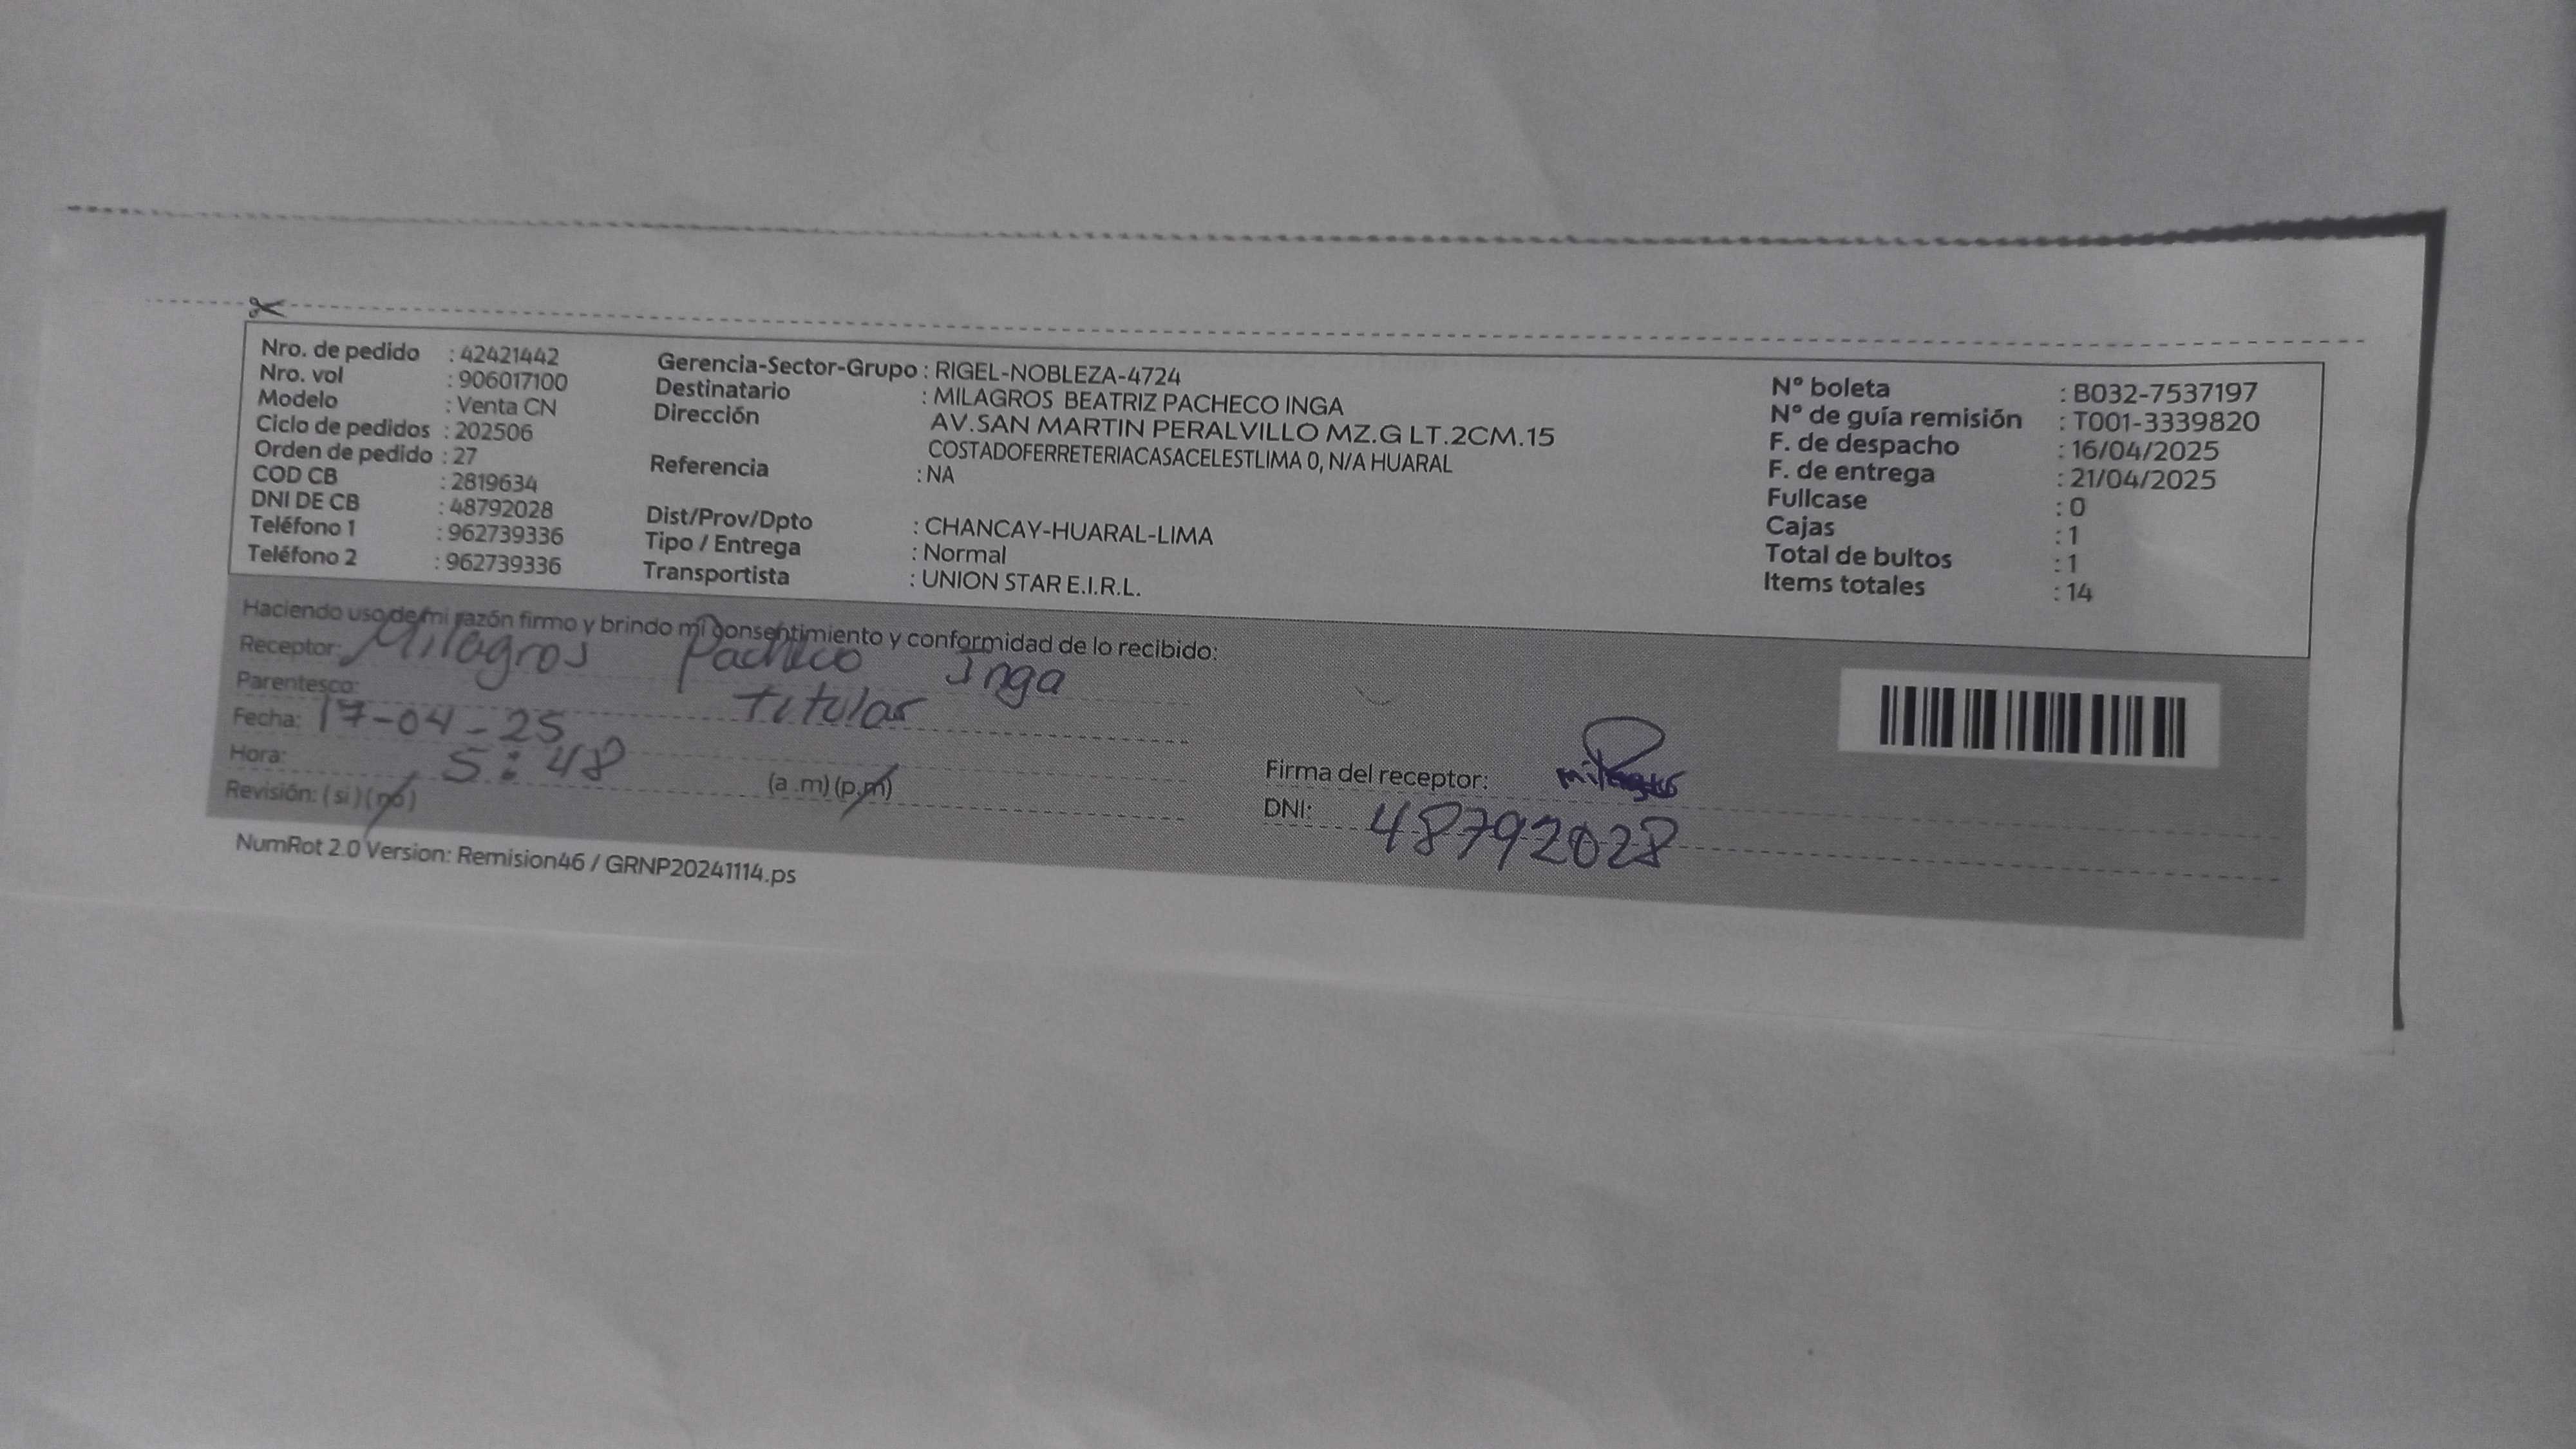 Nro. de pedido : 42421442
Nro. vol : 906017100
Modelo : Venta CN
Ciclo de pedidos : 202506
Orden de pedido : 27
COD CB : 2819634
DNI DE CB : 48792028
Teléfono 1 : 962739336
Teléfono 2 : 962739336
Gerencia-Sector-Grupo : RIGEL-NOBLEZA-4724
Destinatario : MILAGROS BEATRIZ PACHECO INGA
Dirección AV.SAN MARTIN PERALVILLO MZ.G LT.2CM.15
COSTADOFERRETERIACASACELESTLIMA 0, N/A HUARAL
Referencia : NA
Dist/Prov/Dpto : CHANCAY-HUARAL-LIMA
Tipo / Entrega : Normal
Transportista : UNION STAR E.I.R.L.
N° boleta : B032-7537197
N° de guía remisión : T001-3339820
F. de despacho : 16/04/2025
F. de entrega : 21/04/2025
Fullcase : 0
Cajas : 1
Total de bultos : 1
Items totales : 14
Haciendo uso de mi razón firmo y brindo mi consentimiento y conformidad de lo recibido:
Receptor: Milagros Pacheco Inga
Parentesco: titular
Fecha: 17-04-25
Hora: 5:48 (a .m) (p.m)
Revisión: (si) (no)
Firma del receptor:
DNI: 48792028
NumRot 2.0 Version: Remision46 / GRNP20241114.ps